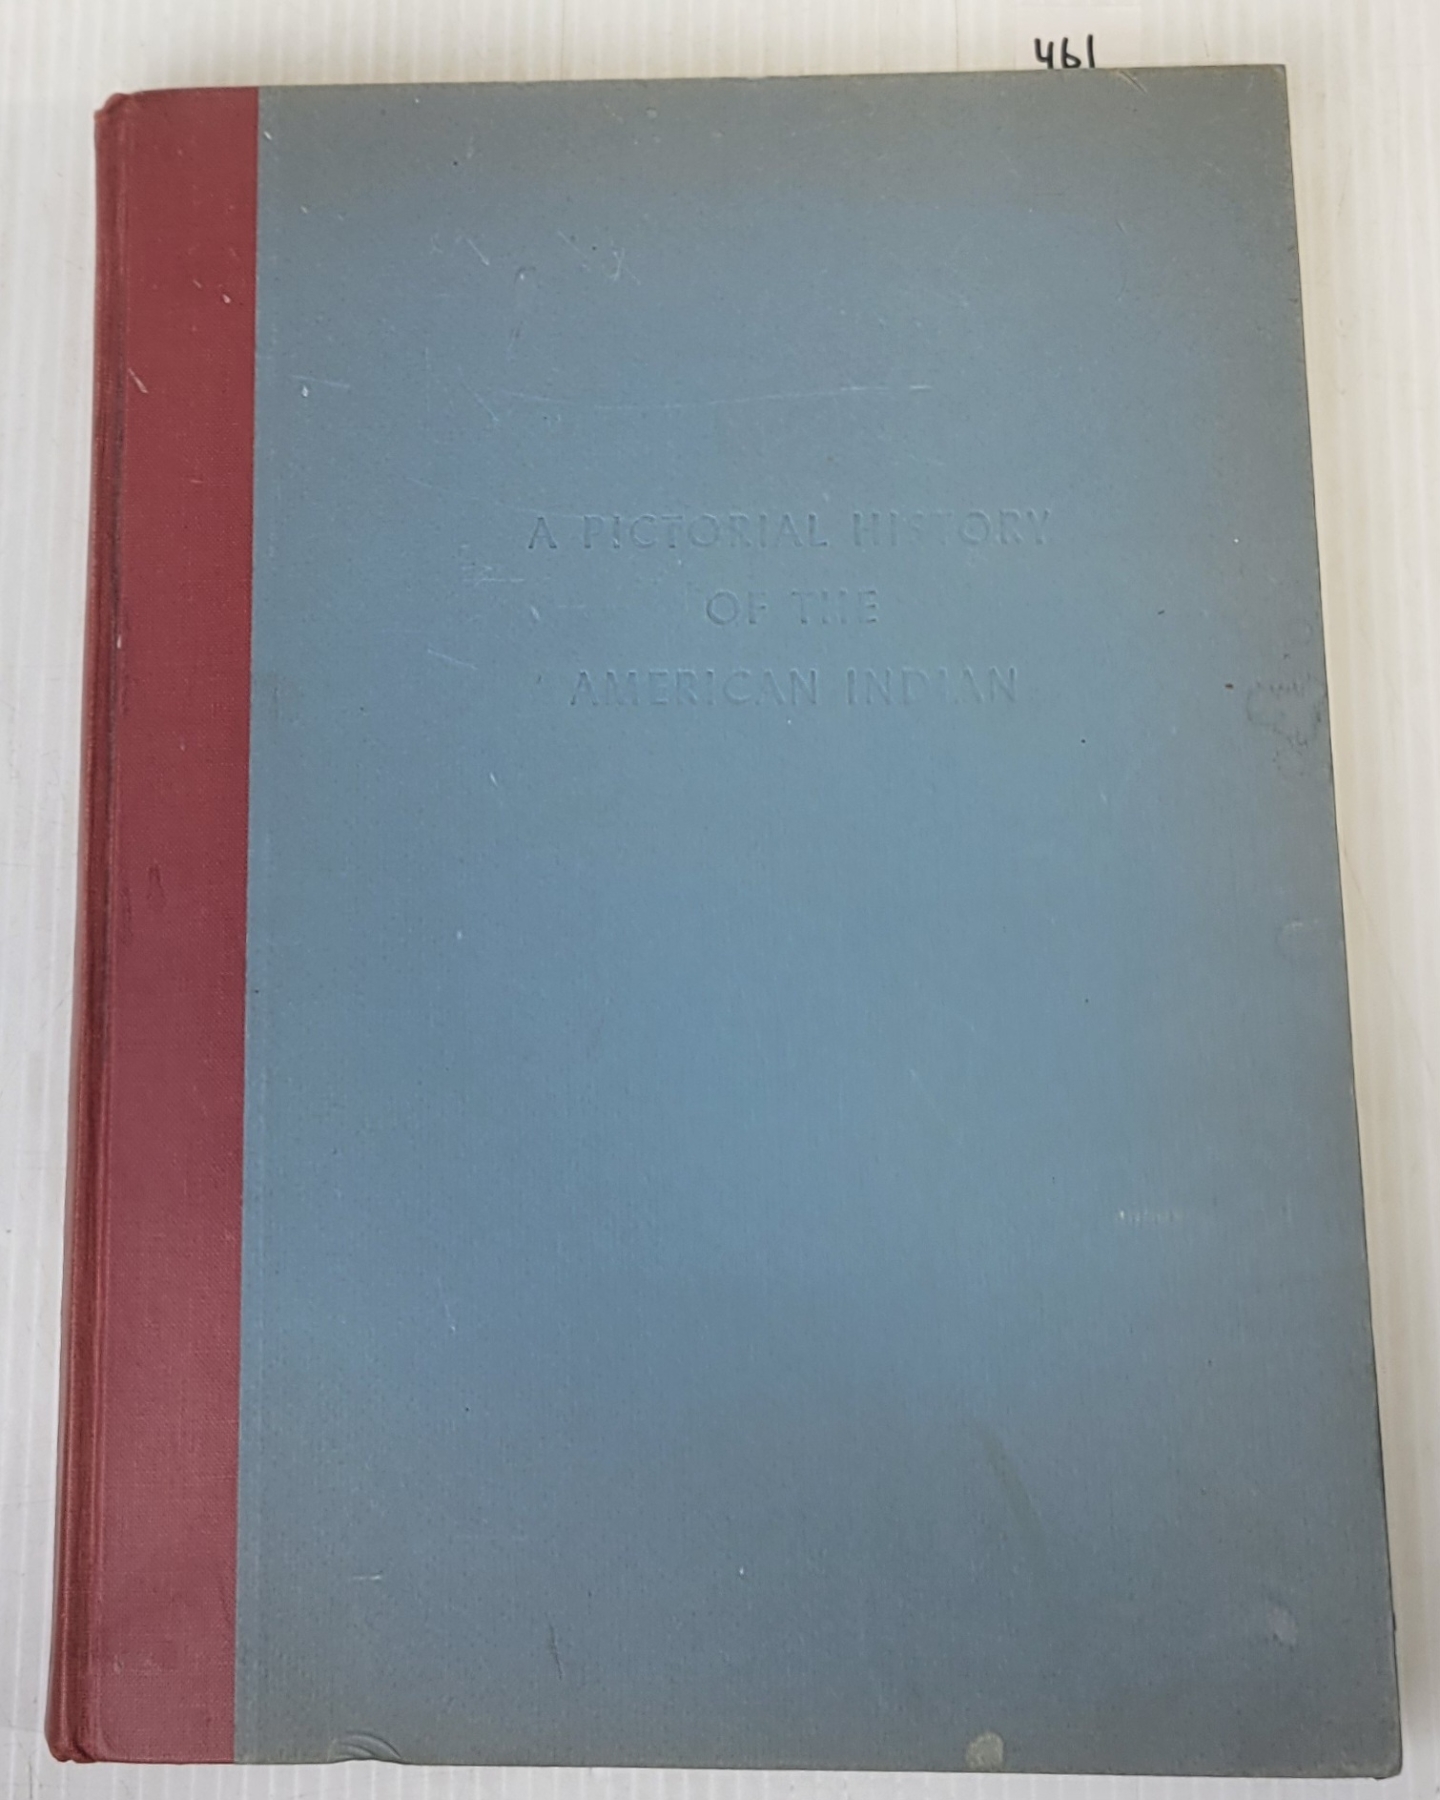 461
A PICTORIAL HISTORY
OF THE
AMERICAN INDIAN